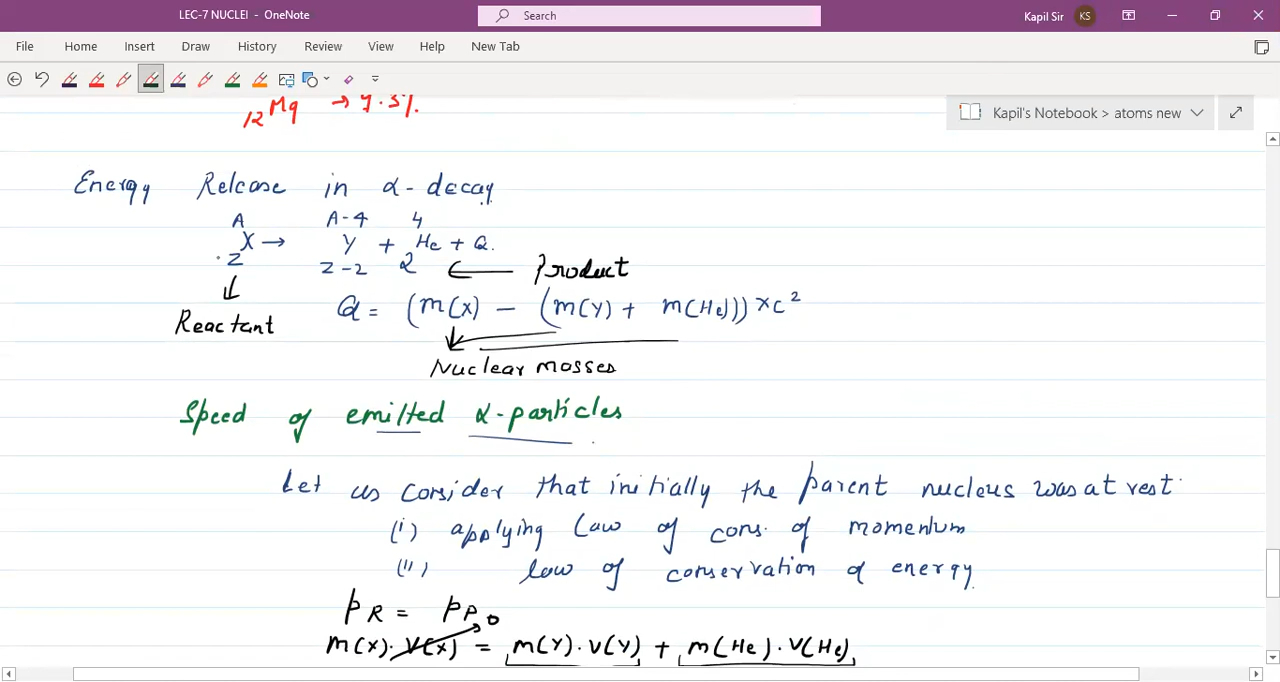 LEC-7 NUCLEI - OneNote
Search
Kapil Sir KS
File Home Insert Draw History Review View Help New Tab
Kapil's Notebook > atoms new
12 Mg → 9.3%
Energy Release in α-decay
A A-4 4
X → Y + He + Q
Z Z-2 2 ← Product
Q = (m(X) - (m(Y) + m(He))) x c²
Reactant
Nuclear mosses
Speed of emitted α-particles
Let us consider that initially the parent nucleus was at rest.
(i) applying Law of cons. of momentum
(ii) law of conservation of energy
pR = pP
m(X). V(X) 0 = m(Y). V(Y) + m(He). V(He)